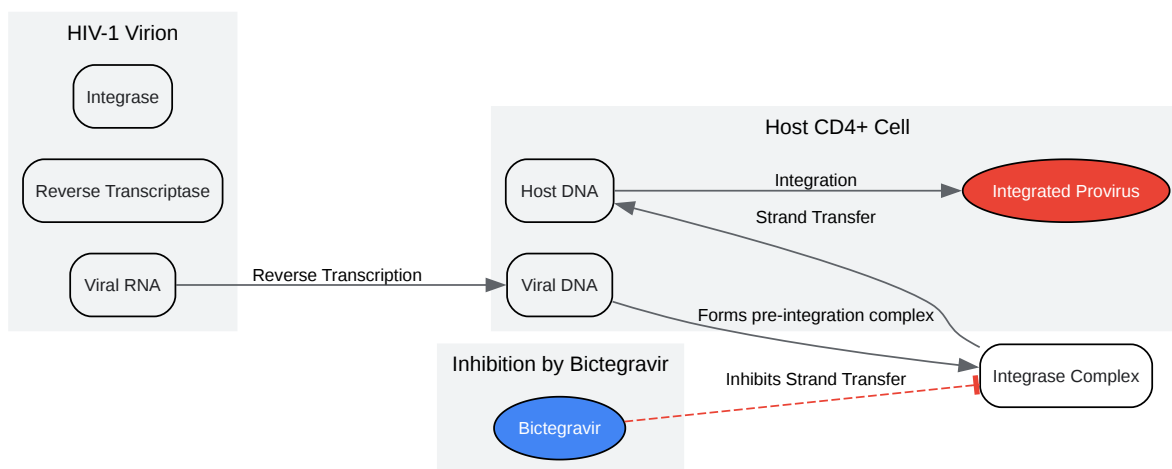 HIV-1 Virion
Integrase
Reverse Transcriptase
Viral RNA
Reverse Transcription
Host CD4+ Cell
Host DNA
Integration
Integrated Provirus
Strand Transfer
Viral DNA
Forms pre-integration complex
Inhibition by Bictegravir
Inhibits Strand Transfer
Integrase Complex
Bictegravir